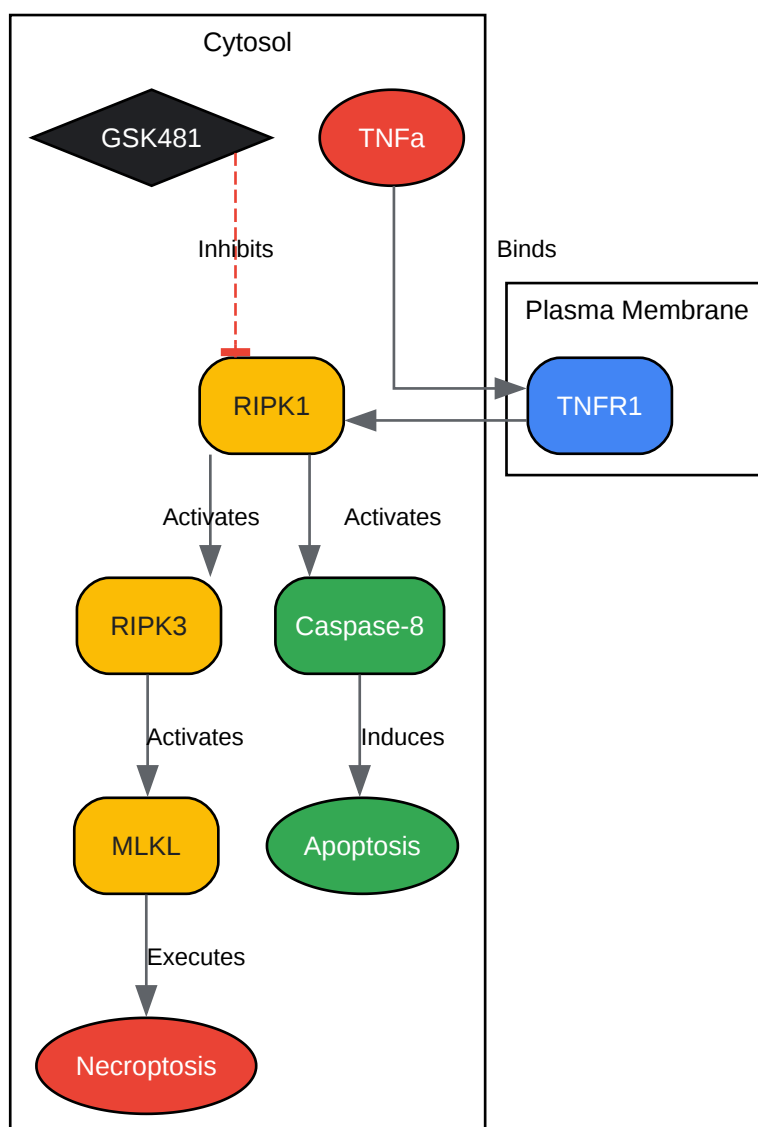 Cytosol
GSK481
TNFa
Inhibits
Binds
Plasma Membrane
RIPK1
TNFR1
Activates
Activates
RIPK3
Caspase-8
Activates
Induces
MLKL
Apoptosis
Executes
Necroptosis